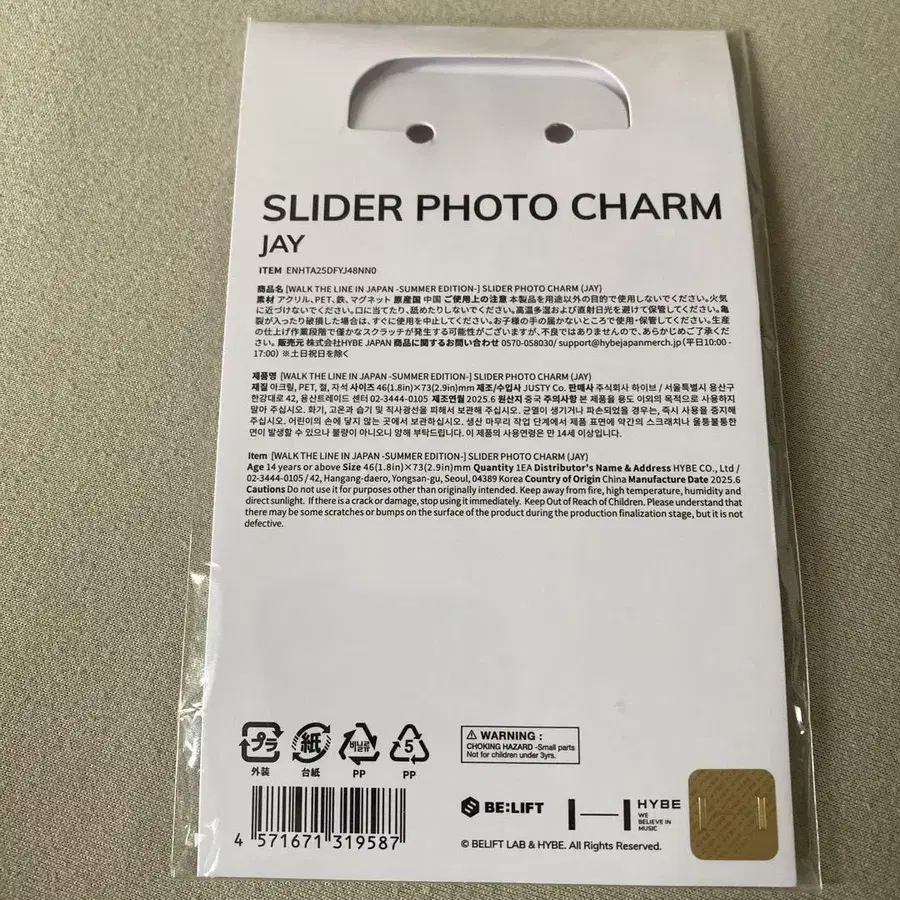 SLIDER PHOTO CHARM
JAY
ITEM ENHTA25DFYJ48NN0
商品名 [WALK THE LINE IN JAPAN -SUMMER EDITION-] SLIDER PHOTO CHARM (JAY)
素材 アクリル、PET、鉄、マグネット 原産国 中国 ご使用上の注意 本製品を用途以外の目的で使用しないでください。火気
に近づけないでください。口に当てたり、舐めたりしないでください。高温多湿および直射日光を避けて保管してください。亀
裂が入ったり破損した場合は、すぐに使用を中止してください。お子様の手の届かないところで使用・保管してください。生産
の仕上げ作業段階で僅かなスクラッチが発生する可能性がございますが、不良ではありませんので、あらかじめご了承く
ださい。 販売元 株式会社HYBE JAPAN 商品に関するお問い合わせ 0570-058030/ support@hybejapanmerch.jp (平日10:00 -
17:00) ※土日祝日を除く
제품명 [WALK THE LINE IN JAPAN -SUMMER EDITION-] SLIDER PHOTO CHARM (JAY)
재질 아크릴, PET, 철, 자석 사이즈 46(1.8in)×73(2.9in)mm 제조/수입사 JUSTY Co. 판매사 주식회사 하이브 / 서울특별시 용산구
한강대로 42, 용산트레이드 센터 02-3444-0105 제조연월 2025.6 원산지 중국 주의사항 본 제품을 용도 이외의 목적으로 사용하지
말아 주십시오. 화기, 고온과 습기 및 직사광선을 피해서 보관해 주십시오. 균열이 생기거나 파손되었을 경우는, 즉시 사용을 중지해
주십시오. 어린이의 손에 닿지 않는 곳에서 보관하십시오. 생산 마무리 작업 단계에서 제품 표면에 약간의 스크래치나 울퉁불퉁한
면이 발생할 수 있으나 불량이 아니오니 양해 부탁드립니다. 이 제품의 사용연령은 만 14세 이상입니다.
Item [WALK THE LINE IN JAPAN -SUMMER EDITION-] SLIDER PHOTO CHARM (JAY)
Age 14 years or above Size 46(1.8in)×73(2.9in)mm Quantity 1EA Distributor's Name & Address HYBE CO., Ltd /
02-3444-0105 / 42, Hangang-daero, Yongsan-gu, Seoul, 04389 Korea Country of Origin China Manufacture Date 2025.6
Cautions Do not use it for purposes other than originally intended. Keep away from fire, high temperature, humidity and
direct sunlight. If there is a crack or damage, stop using it immediately. Keep Out of Reach of Children. Please understand that
there may be some scratches or bumps on the surface of the product during the production finalization stage, but it is not
defective.
プラ 紙 비닐류 5
外装 台紙 PP PP
WARNING :
CHOKING HAZARD -Small parts
Not for children under 3yrs.
4 571671 319587
BE:LIFT
HYBE
WE
BELIEVE IN
MUSIC
© BELIFT LAB & HYBE. All Rights Reserved.